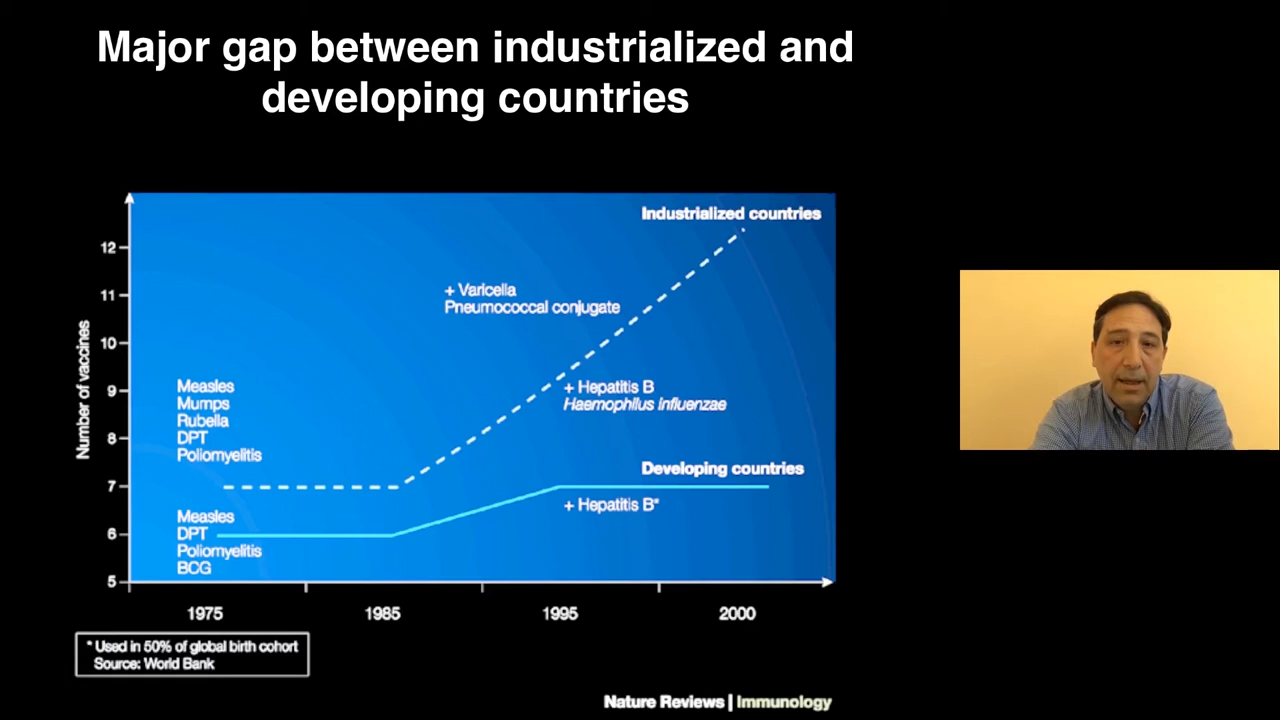 Major gap between industrialized and
developing countries
Industrialized countries
12
+ Varicella
11
Pneumococcal conjugate
10
Number of vaccines
9
Measles
+ Hepatitis B
Mumps
Haemophilus influenzae
Rubella
8
DPT
Poliomyelitis
Developing countries
7
+ Hepatitis B*
Measles
6
DPT
Poliomyelitis
BCG
5
1975
1985
1995
2000
* Used in 50% of global birth cohort
Source: World Bank
Nature Reviews | Immunology